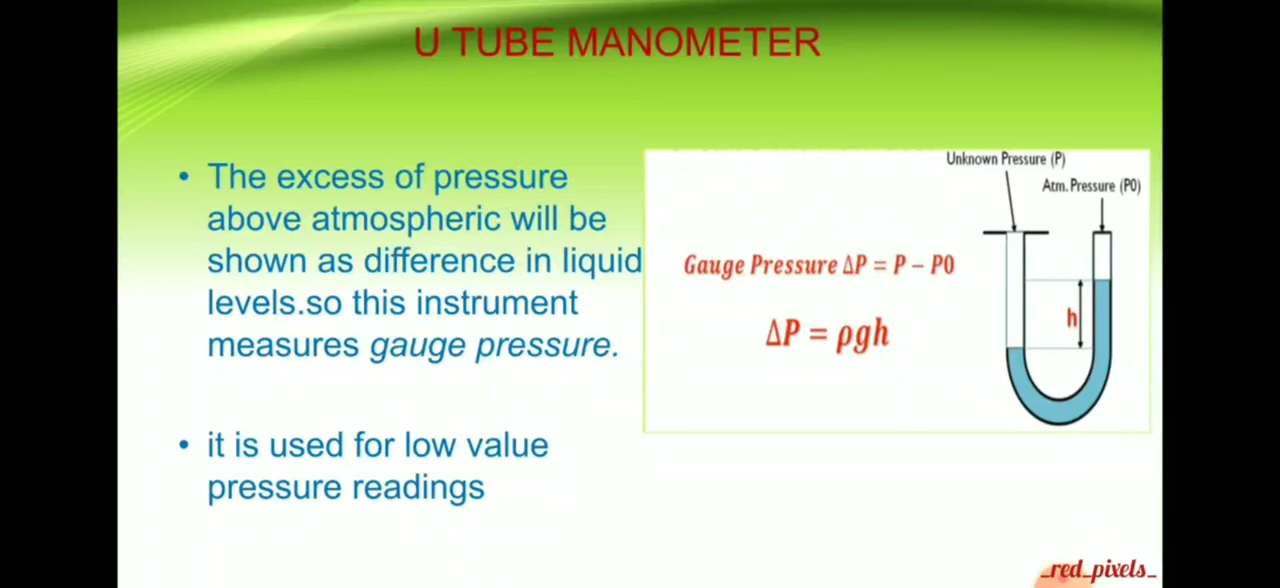 U TUBE MANOMETER
• The excess of pressure
above atmospheric will be
shown as difference in liquid
levels.so this instrument
measures gauge pressure.
• it is used for low value
pressure readings
Unknown Pressure (P)
Atm. Pressure (P0)
Gauge Pressure ΔP = P – P0
ΔP = ρgh
h
_red_pixels_